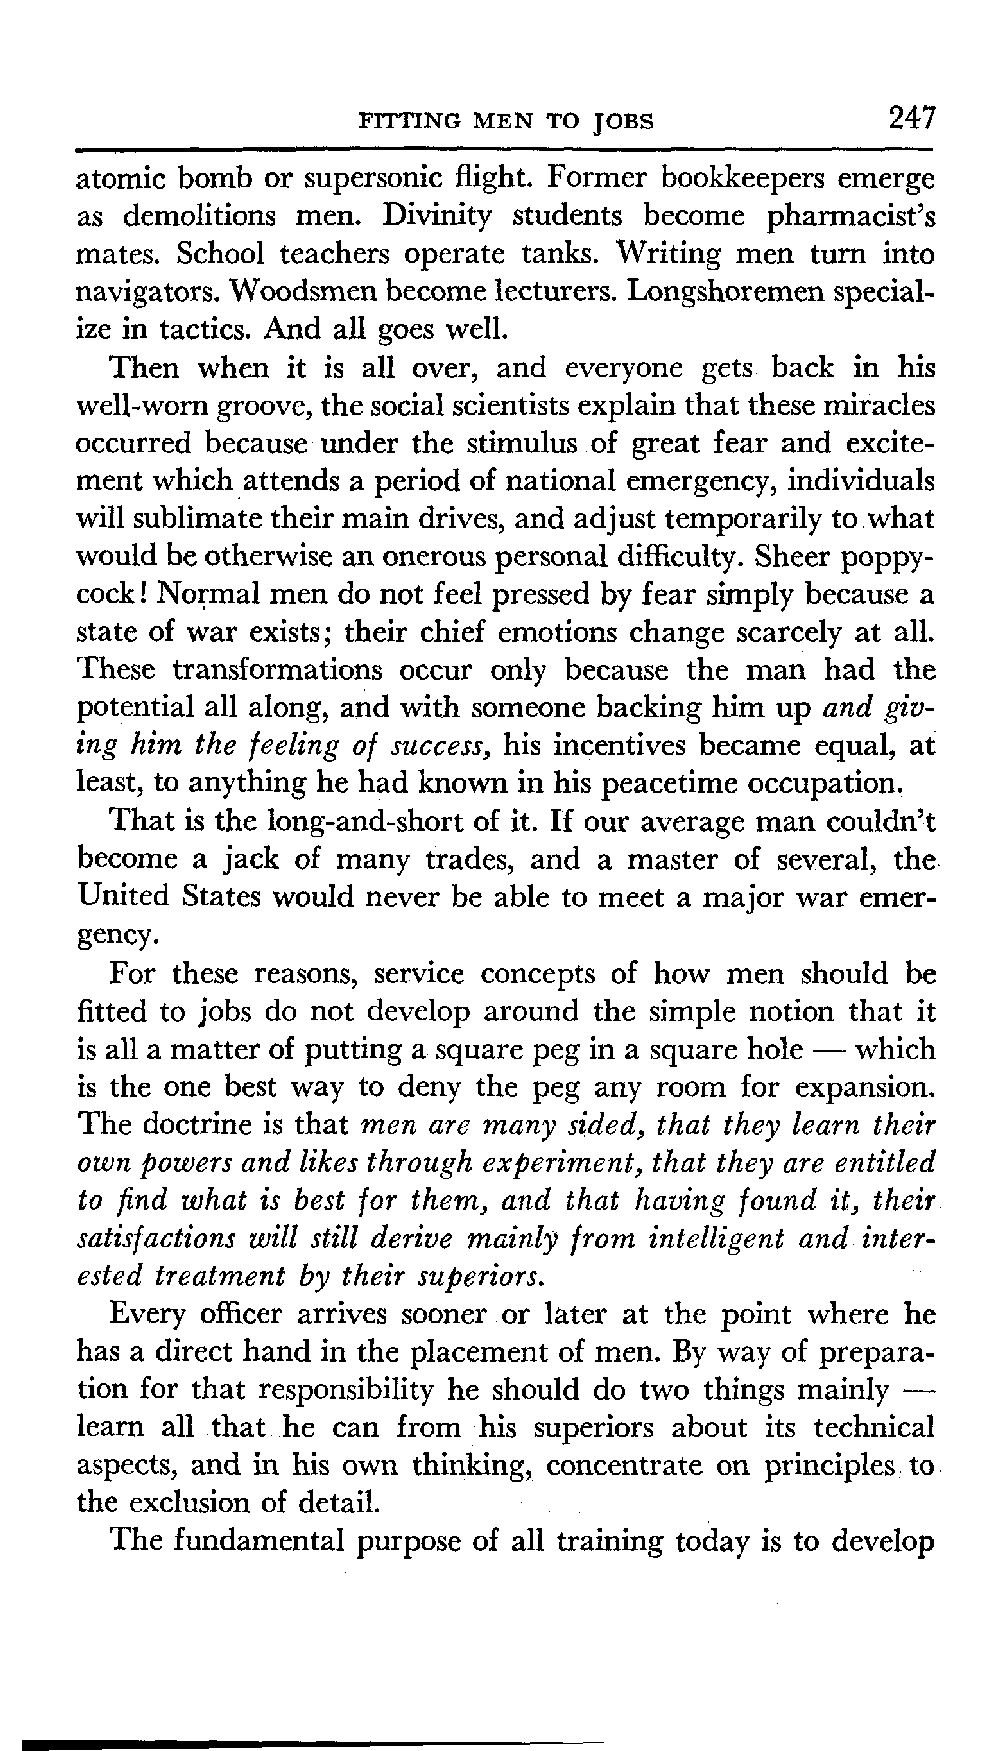 FITTING MEN TO JOBS 247
atomic bomb or supersonic flight. Former bookkeepers emerge
as demolitions men. Divinity students become pharmacist's
mates. School teachers operate tanks. Writing men turn into
navigators. Woodsmen become lecturers. Longshoremen special-
ize in tactics. And all goes well.
Then when it is all over, and everyone gets back in his
well-worn groove, the social scientists explain that these miracles
occurred because under the stimulus of great fear and excite-
ment which attends a period of national emergency, individuals
will sublimate their main drives, and adjust temporarily to what
would be otherwise an onerous personal difficulty. Sheer poppy-
cock! Normal men do not feel pressed by fear simply because a
state of war exists; their chief emotions change scarcely at all.
These transformations occur only because the man had the
potential all along, and with someone backing him up and giv-
ing him the feeling of success, his incentives became equal, at
least, to anything he had known in his peacetime occupation.
That is the long-and-short of it. If our average man couldn't
become a jack of many trades, and a master of several, the
United States would never be able to meet a major war emer-
gency.
For these reasons, service concepts of how men should be
fitted to jobs do not develop around the simple notion that it
is all a matter of putting a square peg in a square hole — which
is the one best way to deny the peg any room for expansion.
The doctrine is that men are many sided, that they learn their
own powers and likes through experiment, that they are entitled
to find what is best for them, and that having found it, their
satisfactions will still derive mainly from intelligent and inter-
ested treatment by their superiors.
Every officer arrives sooner or later at the point where he
has a direct hand in the placement of men. By way of prepara-
tion for that responsibility he should do two things mainly —
learn all that he can from his superiors about its technical
aspects, and in his own thinking, concentrate on principles to
the exclusion of detail.
The fundamental purpose of all training today is to develop